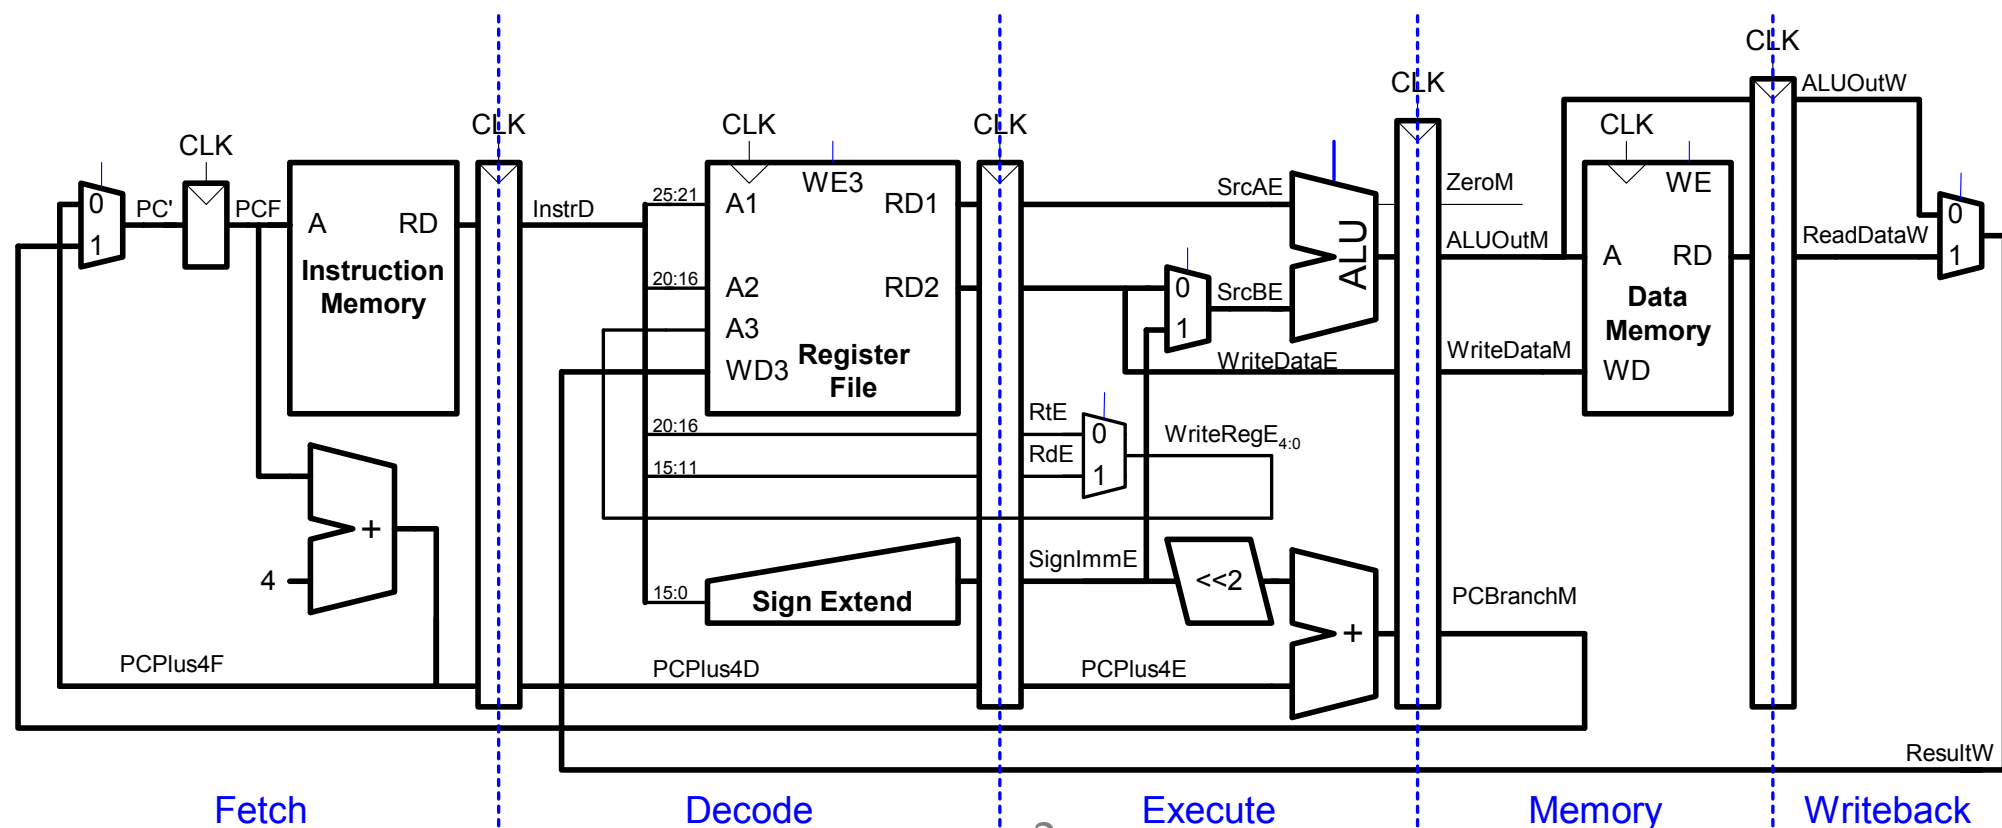 CLK
CLK
CLK
CLK
CLK
CLK
CLK
ALUOutW
0
1
PC'
PCF
A
RD
Instruction
Memory
InstrD
25:21
A1
WE3
RD1
20:16
A2
RD2
A3
WD3
Register
File
SrcAE
0
1
SrcBE
ALU
WriteDataE
ZeroM
ALUOutM
WriteDataM
WE
A
RD
Data
Memory
WD
ReadDataW
0
1
20:16
15:11
RtE
RdE
0
1
WriteRegE4:0
+
4
15:0
Sign Extend
SignImmE
<<2
+
PCBranchM
PCPlus4F
PCPlus4D
PCPlus4E
ResultW
Fetch
Decode
Execute
Memory
Writeback